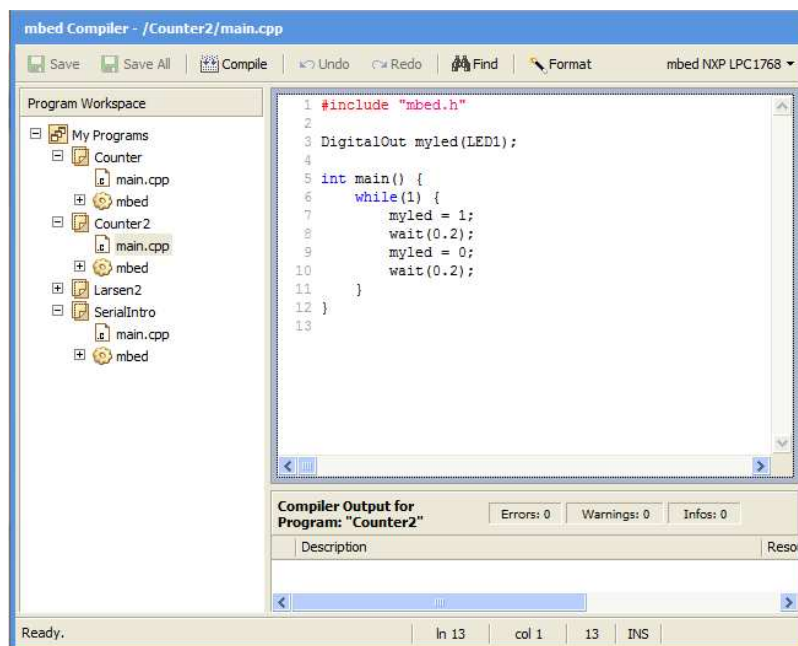 mbed Compiler - /Counter2/main.cpp
Save Save All Compile Undo Redo Find Format mbed NXP LPC1768
Program Workspace
My Programs
Counter
main.cpp
mbed
Counter2
main.cpp
mbed
Larsen2
SerialIntro
main.cpp
mbed
1 #include "mbed.h"
2
3 DigitalOut myled(LED1);
4
5 int main() {
6     while(1) {
7         myled = 1;
8         wait(0.2);
9         myled = 0;
10         wait(0.2);
11     }
12 }
13
Compiler Output for
Program: "Counter2"
Errors: 0 Warnings: 0 Infos: 0
Description Reso
Ready. ln 13 col 1 13 INS